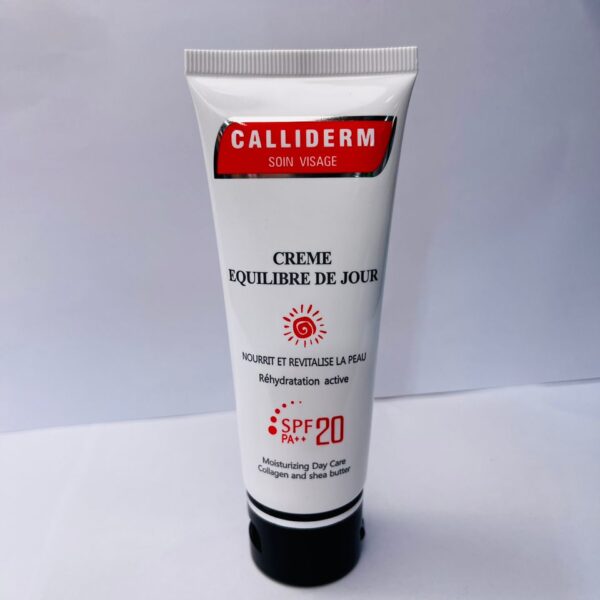 CALLIDERM
SOIN VISAGE
CREME
EQUILIBRE DE JOUR
NOURRIT ET REVITALISE LA PEAU
Réhydratation active
SPF 20
PA++
Moisturizing Day Care
Collagen and shea butter